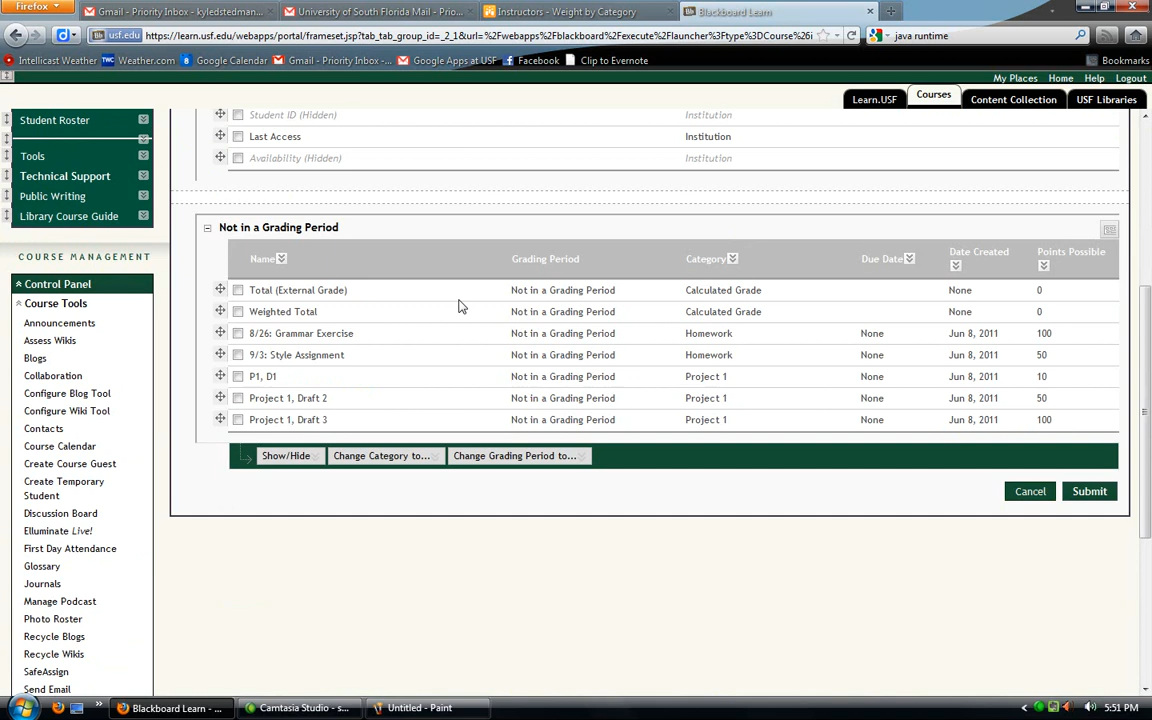 Firefox
Gmail - Priority Inbox - kyledstedman...
University of South Florida Mail - Prio...
Instructors - Weight by Category
Blackboard Learn
usf.edu
https://learn.usf.edu/webapps/portal/frameset.jsp?tab_tab_group_id=_2_1&url=%2Fwebapps%2Fblackboard%2Fexecute%2Flauncher%3Ftype%3DCourse%26i
java runtime
Intellicast Weather
Weather.com
Google Calendar
Gmail - Priority Inbox -...
Google Apps at USF
Facebook
Clip to Evernote
Bookmarks
My Places
Home
Help
Logout
Learn.USF
Courses
Content Collection
USF Libraries
Student Roster
Tools
Technical Support
Public Writing
Library Course Guide
COURSE MANAGEMENT
Control Panel
Course Tools
Announcements
Assess Wikis
Blogs
Collaboration
Configure Blog Tool
Configure Wiki Tool
Contacts
Course Calendar
Create Course Guest
Create Temporary
Student
Discussion Board
Elluminate Live!
First Day Attendance
Glossary
Journals
Manage Podcast
Photo Roster
Recycle Blogs
Recycle Wikis
SafeAssign
Send Email
Student ID (Hidden) Institution
Last Access Institution
Availability (Hidden) Institution
Not in a Grading Period
Name Grading Period Category Due Date Date Created Points Possible
Total (External Grade) Not in a Grading Period Calculated Grade None 0
Weighted Total Not in a Grading Period Calculated Grade None 0
8/26: Grammar Exercise Not in a Grading Period Homework None Jun 8, 2011 100
9/3: Style Assignment Not in a Grading Period Homework None Jun 8, 2011 50
P1, D1 Not in a Grading Period Project 1 None Jun 8, 2011 10
Project 1, Draft 2 Not in a Grading Period Project 1 None Jun 8, 2011 50
Project 1, Draft 3 Not in a Grading Period Project 1 None Jun 8, 2011 100
Show/Hide Change Category to... Change Grading Period to...
Cancel Submit
Blackboard Learn - ...
Camtasia Studio - s...
Untitled - Paint
5:51 PM